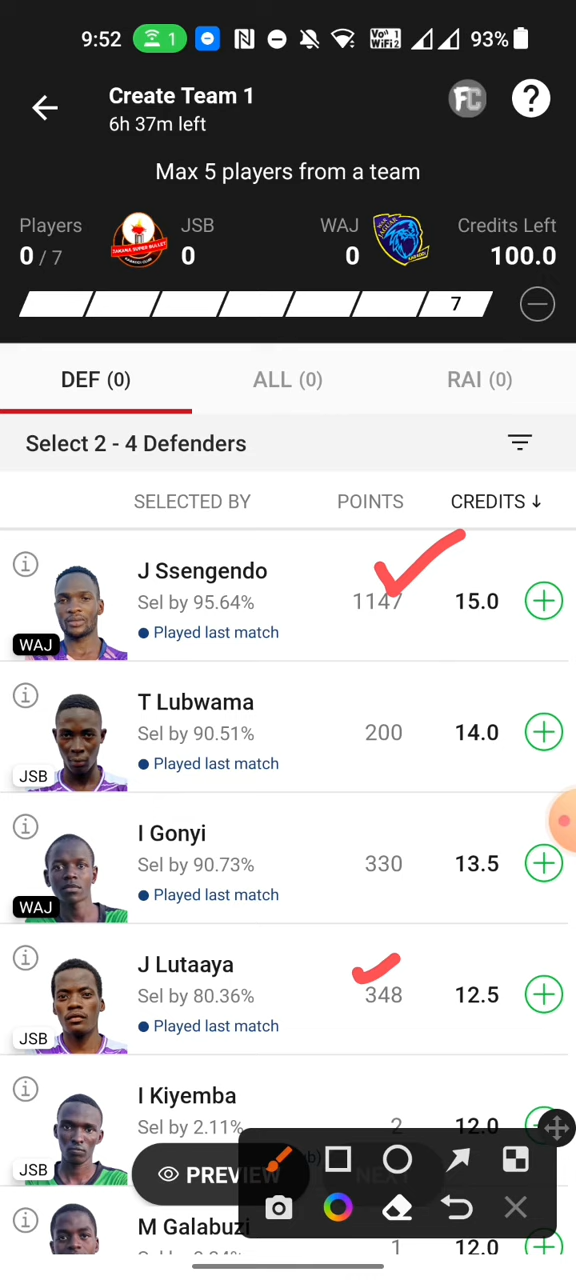 9:52 1 N Vo)) 1 WiFi2 93%
Create Team 1
6h 37m left
FC ?
Max 5 players from a team
Players JSB WAJ Credits Left
0 / 7 0 0 100.0
7
DEF (0) ALL (0) RAI (0)
Select 2 - 4 Defenders
SELECTED BY POINTS CREDITS ↓
J Ssengendo
Sel by 95.64% 1147 15.0
Played last match
WAJ
T Lubwama
Sel by 90.51% 200 14.0
Played last match
JSB
I Gonyi
Sel by 90.73% 330 13.5
Played last match
WAJ
J Lutaaya
Sel by 80.36% 348 12.5
Played last match
JSB
I Kiyemba
Sel by 2.11% 2 12.0
JSB
PREVIEW NEXT
M Galabuzi
1 12.0